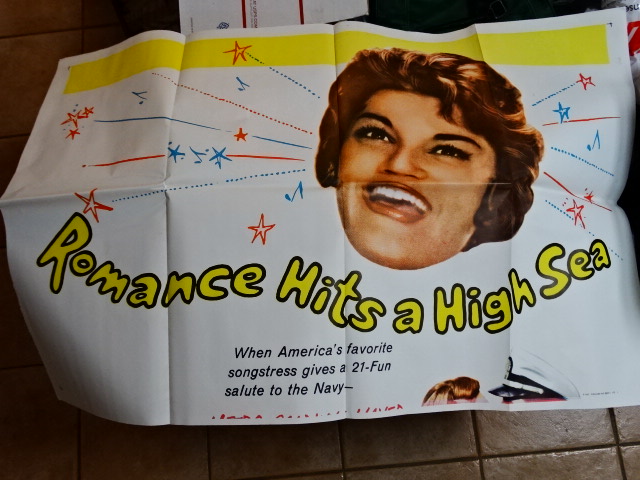 Romance Hits a High Sea
When America's favorite
songstress gives a 21-Fun
salute to the Navy—